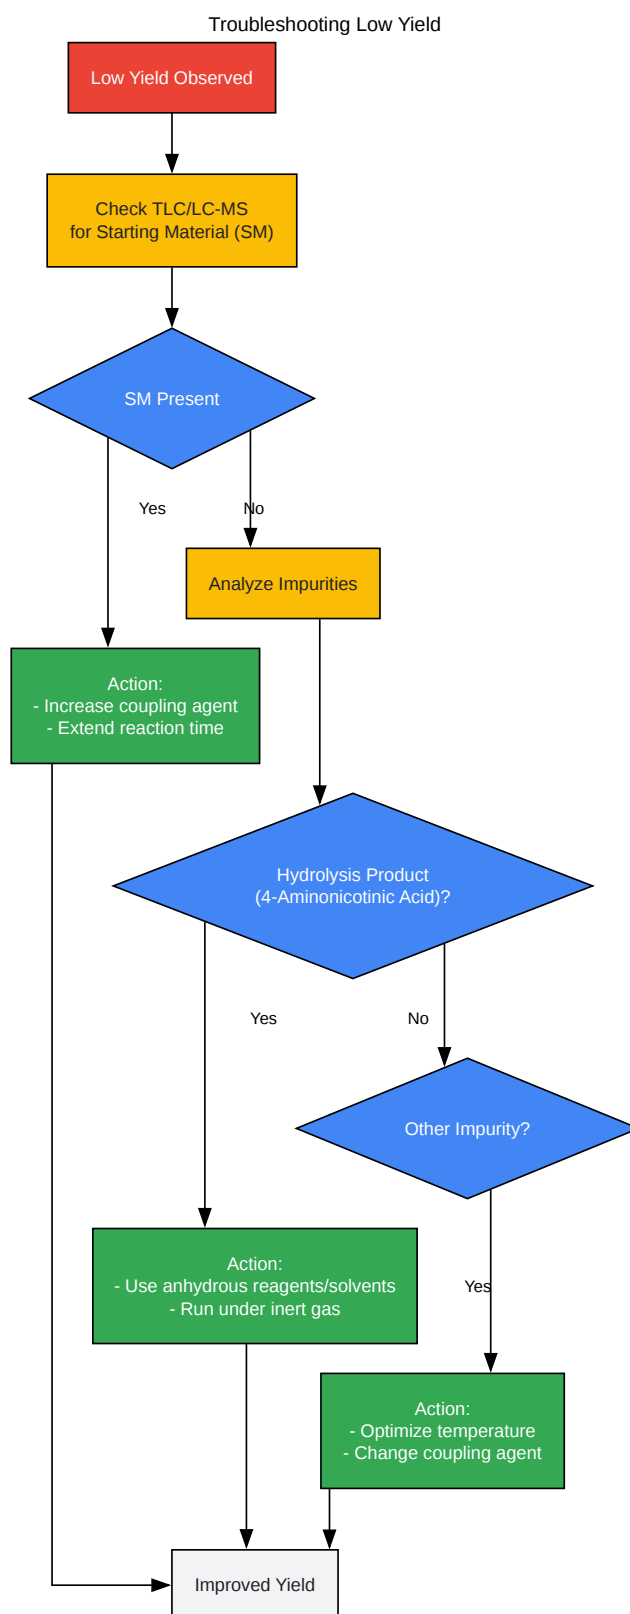 Troubleshooting Low Yield
Low Yield Observed
Check TLC/LC-MS
for Starting Material (SM)
SM Present
Yes
No
Analyze Impurities
Action:
- Increase coupling agent
- Extend reaction time
Hydrolysis Product
(4-Aminonicotinic Acid)?
Yes
No
Other Impurity?
Action:
- Use anhydrous reagents/solvents
- Run under inert gas
Yes
Action:
- Optimize temperature
- Change coupling agent
Improved Yield